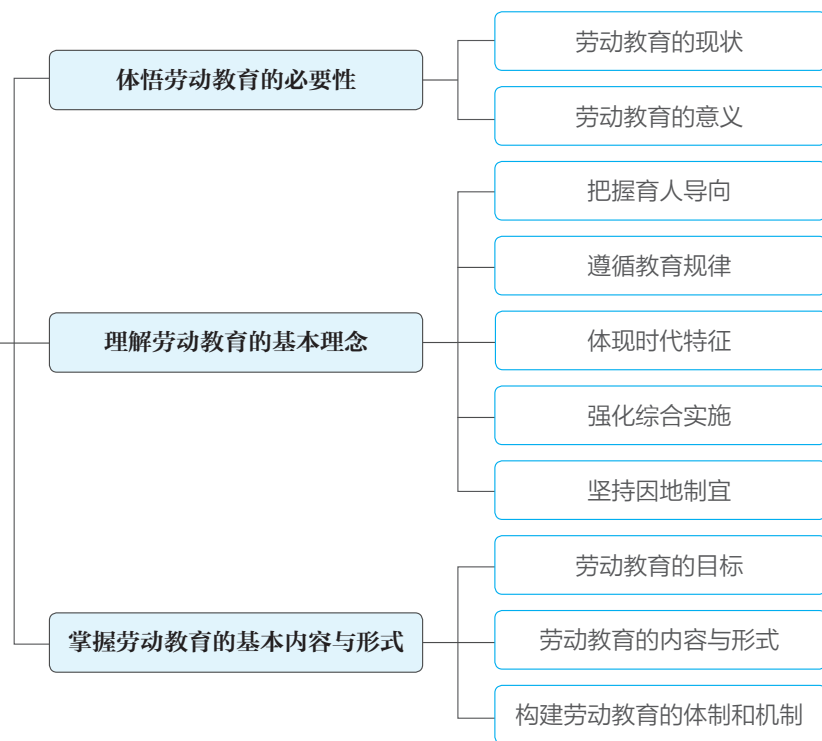 体悟劳动教育的必要性
劳动教育的现状
劳动教育的意义
理解劳动教育的基本理念
把握育人导向
遵循教育规律
体现时代特征
强化综合实施
坚持因地制宜
掌握劳动教育的基本内容与形式
劳动教育的目标
劳动教育的内容与形式
构建劳动教育的体制和机制